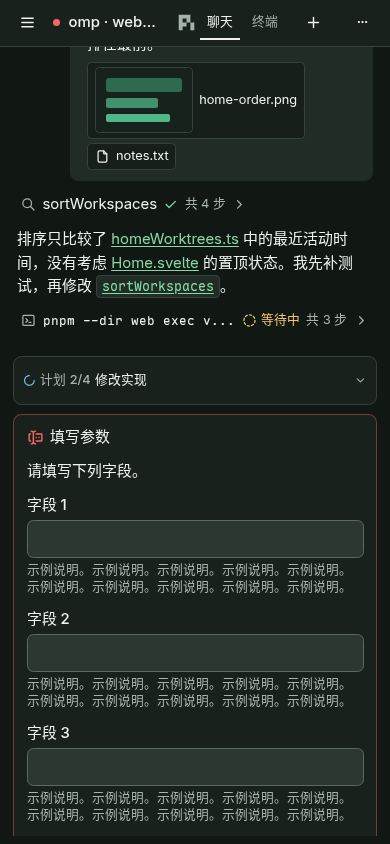 omp · web...
聊天
终端
排在最前。
home-order.png
notes.txt
sortWorkspaces 共 4 步
排序只比较了 homeWorktrees.ts 中的最近活动时
间，没有考虑 Home.svelte 的置顶状态。我先补测
试，再修改 sortWorkspaces。
pnpm --dir web exec v... 等待中 共 3 步
计划 2/4 修改实现
填写参数
请填写下列字段。
字段 1
示例说明。示例说明。示例说明。示例说明。示例说明。
示例说明。示例说明。示例说明。示例说明。示例说明。
字段 2
示例说明。示例说明。示例说明。示例说明。示例说明。
示例说明。示例说明。示例说明。示例说明。示例说明。
字段 3
示例说明。示例说明。示例说明。示例说明。示例说明。
示例说明。示例说明。示例说明。示例说明。示例说明。